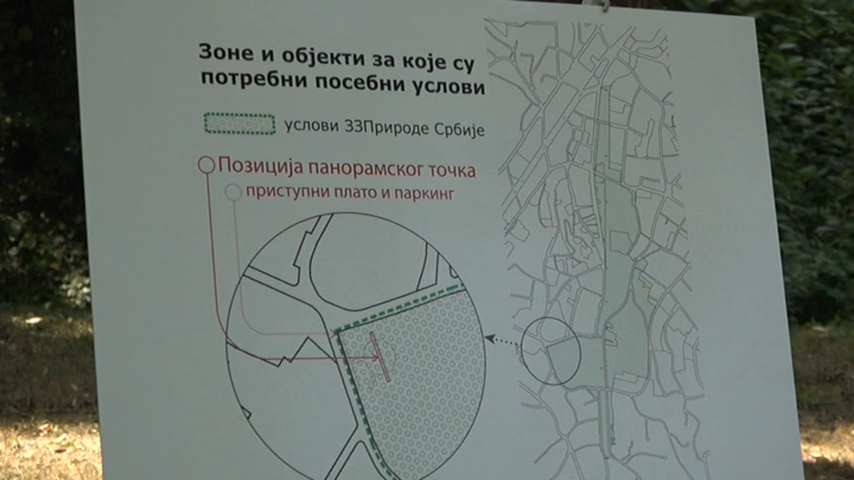 Зоне и објекти за које су
потребни посебни услови
услови ЗЗПрироде Србије
Позиција панорамског точка
приступни плато и паркинг